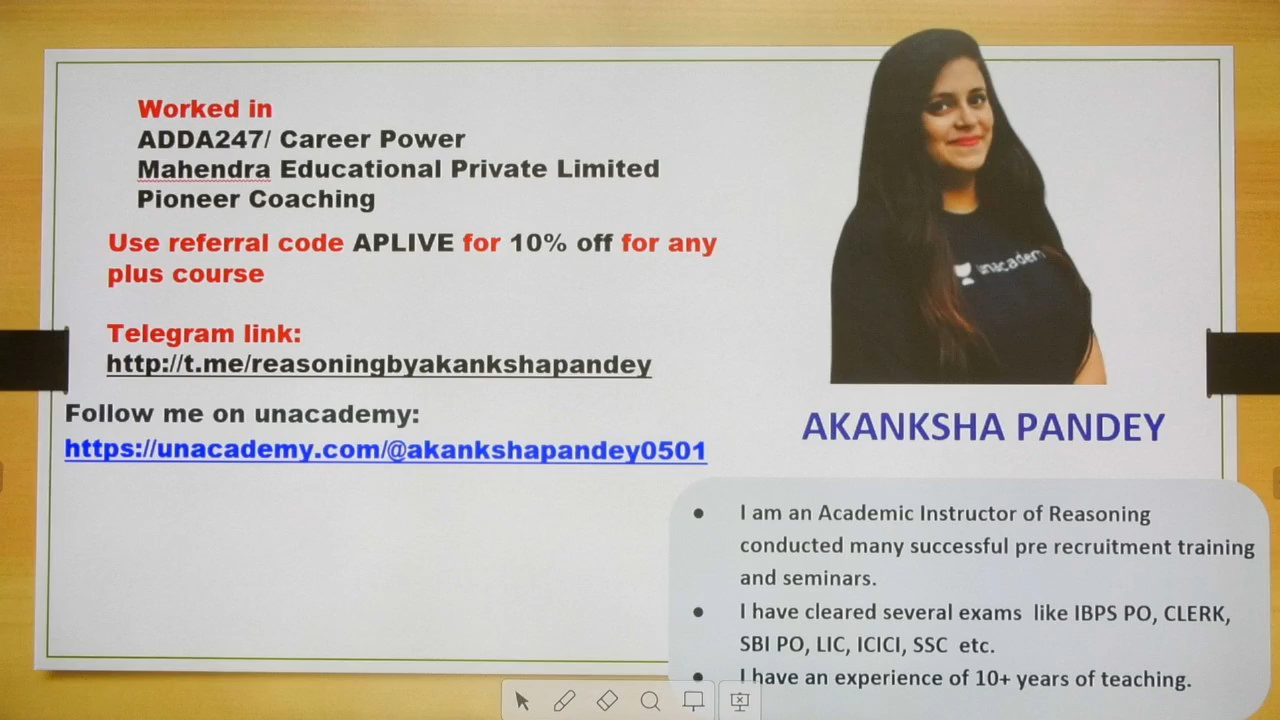 Worked in
ADDA247/ Career Power
Mahendra Educational Private Limited
Pioneer Coaching
Use referral code APLIVE for 10% off for any
plus course
Telegram link:
http://t.me/reasoningbyakankshapandey
Follow me on unacademy:
https://unacademy.com/@akankshapandey0501
unacademy
AKANKSHA PANDEY
● I am an Academic Instructor of Reasoning
conducted many successful pre recruitment training
and seminars.
● I have cleared several exams like IBPS PO, CLERK,
SBI PO, LIC, ICICI, SSC etc.
● I have an experience of 10+ years of teaching.